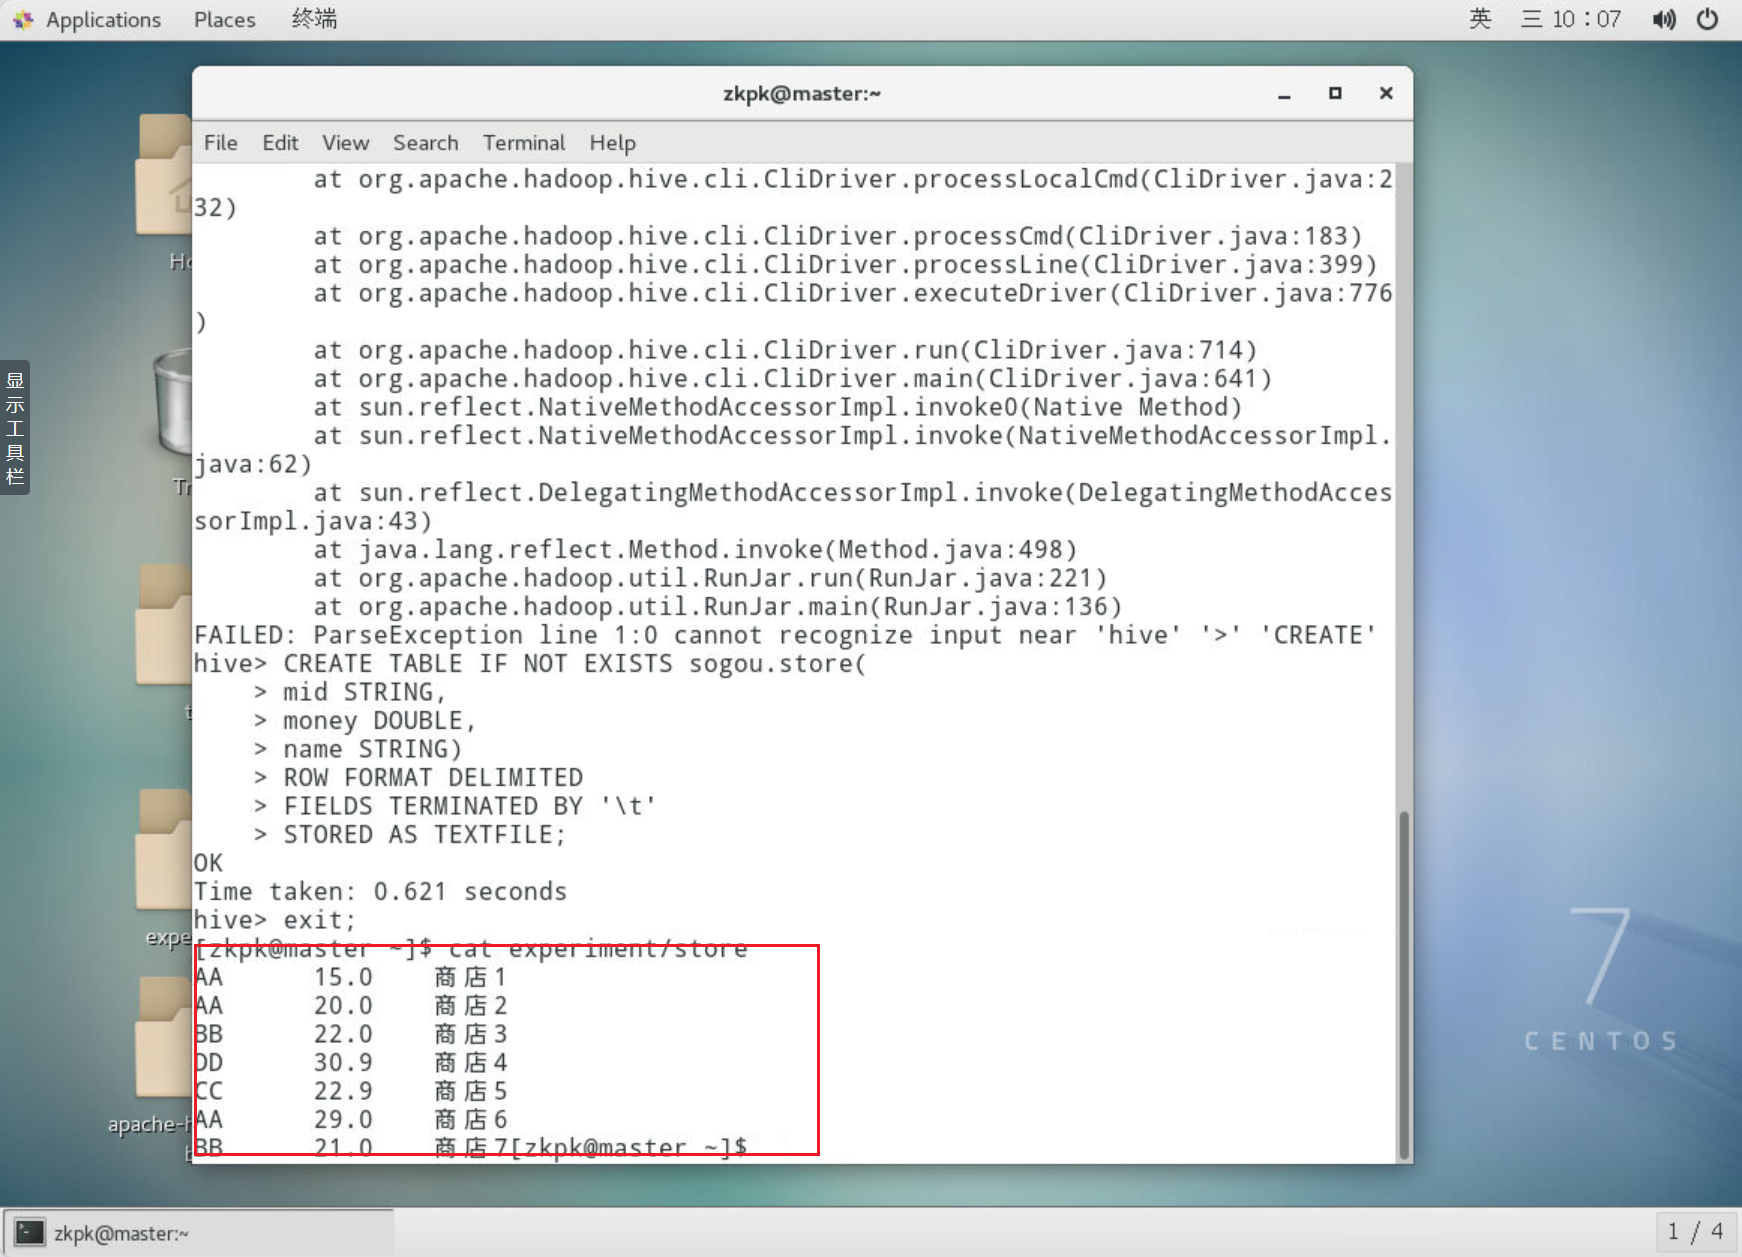 Applications Places 终端
英 三 10：07
zkpk@master:~
File Edit View Search Terminal Help
at org.apache.hadoop.hive.cli.CliDriver.processLocalCmd(CliDriver.java:2
32)
at org.apache.hadoop.hive.cli.CliDriver.processCmd(CliDriver.java:183)
at org.apache.hadoop.hive.cli.CliDriver.processLine(CliDriver.java:399)
at org.apache.hadoop.hive.cli.CliDriver.executeDriver(CliDriver.java:776
)
at org.apache.hadoop.hive.cli.CliDriver.run(CliDriver.java:714)
at org.apache.hadoop.hive.cli.CliDriver.main(CliDriver.java:641)
at sun.reflect.NativeMethodAccessorImpl.invoke0(Native Method)
at sun.reflect.NativeMethodAccessorImpl.invoke(NativeMethodAccessorImpl.
java:62)
at sun.reflect.DelegatingMethodAccessorImpl.invoke(DelegatingMethodAcces
sorImpl.java:43)
at java.lang.reflect.Method.invoke(Method.java:498)
at org.apache.hadoop.util.RunJar.run(RunJar.java:221)
at org.apache.hadoop.util.RunJar.main(RunJar.java:136)
FAILED: ParseException line 1:0 cannot recognize input near 'hive' '>' 'CREATE'
hive> CREATE TABLE IF NOT EXISTS sogou.store(
> mid STRING,
> money DOUBLE,
> name STRING)
> ROW FORMAT DELIMITED
> FIELDS TERMINATED BY '\t'
> STORED AS TEXTFILE;
OK
Time taken: 0.621 seconds
hive> exit;
[zkpk@master ~]$ cat experiment/store
AA 15.0 商店1
AA 20.0 商店2
BB 22.0 商店3
DD 30.9 商店4
CC 22.9 商店5
AA 29.0 商店6
BB 21.0 商店7[zkpk@master ~]$
显示工具栏
Ho
Tr
t
expe
apache-h
7
CENTOS
zkpk@master:~
1 / 4